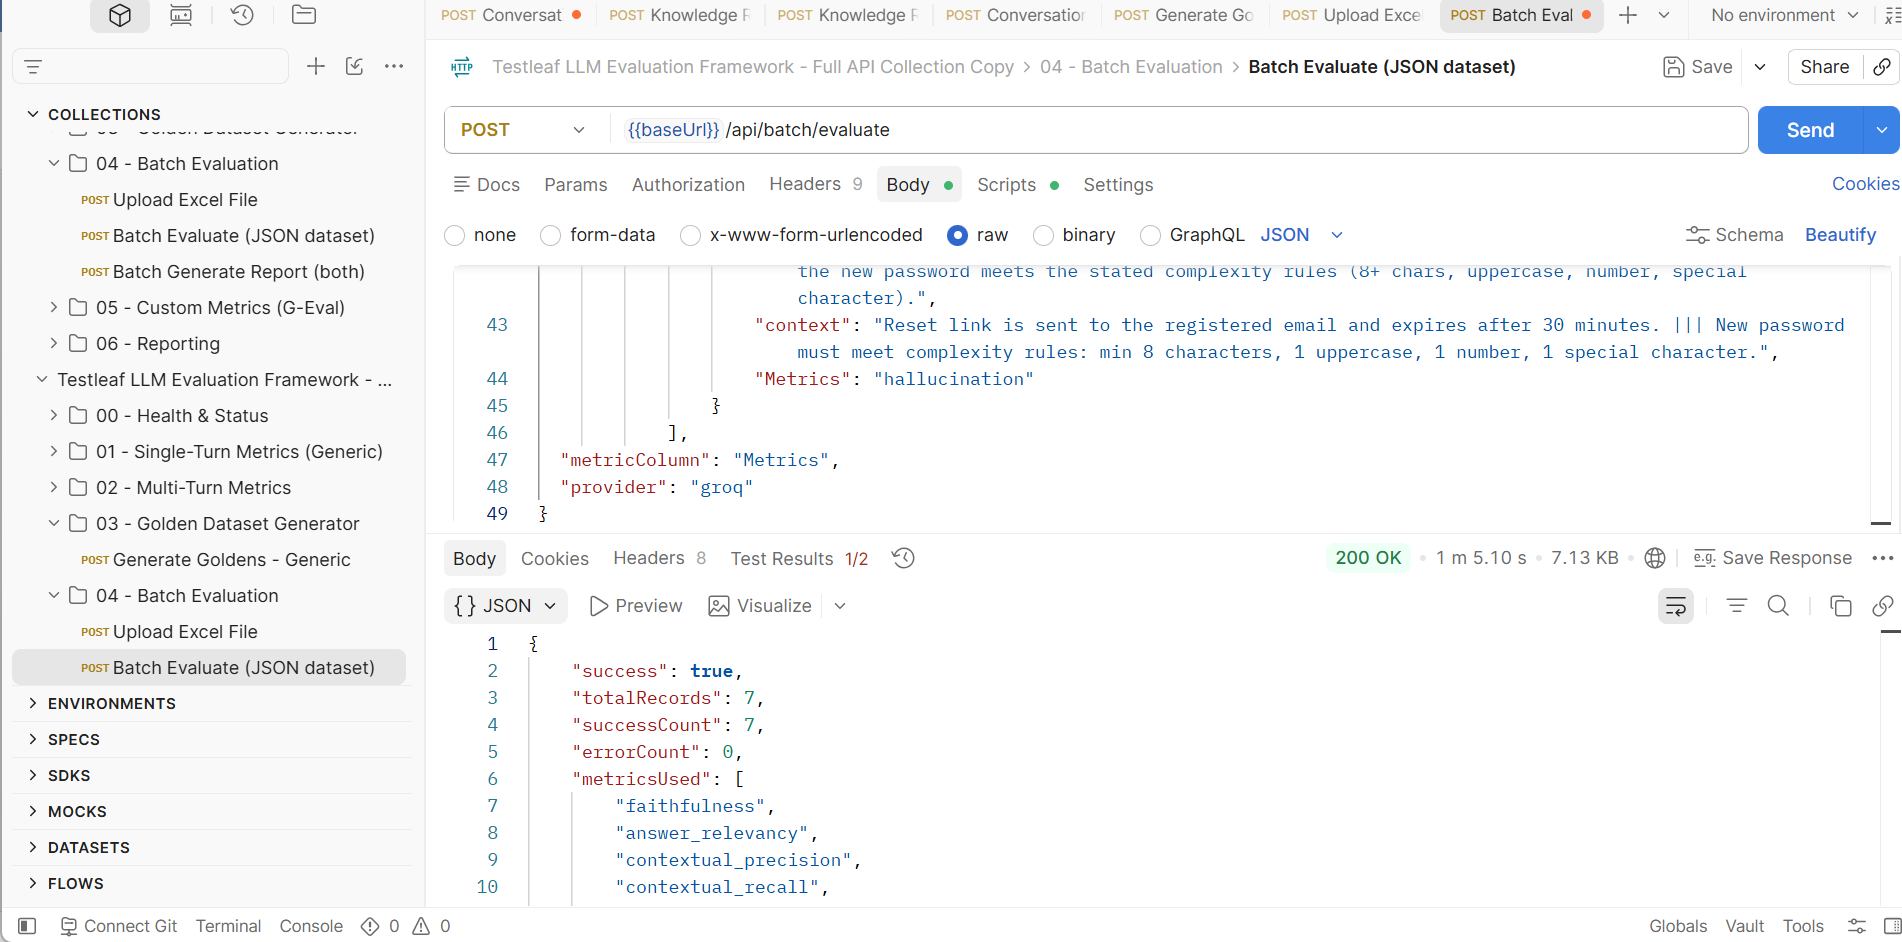 POST Conversat
POST Knowledge
POST Knowledge
POST Conversation
POST Generate Go
POST Upload Exce
POST Batch Eval
No environment
HTTP Testleaf LLM Evaluation Framework - Full API Collection Copy > 04 - Batch Evaluation > Batch Evaluate (JSON dataset)
Save
Share
COLLECTIONS
04 - Batch Evaluation
POST Upload Excel File
POST Batch Evaluate (JSON dataset)
POST Batch Generate Report (both)
05 - Custom Metrics (G-Eval)
06 - Reporting
Testleaf LLM Evaluation Framework - ...
00 - Health & Status
01 - Single-Turn Metrics (Generic)
02 - Multi-Turn Metrics
03 - Golden Dataset Generator
POST Generate Goldens - Generic
04 - Batch Evaluation
POST Upload Excel File
POST Batch Evaluate (JSON dataset)
ENVIRONMENTS
SPECS
SDKS
MOCKS
DATASETS
FLOWS
POST {{baseUrl}} /api/batch/evaluate
Send
Docs Params Authorization Headers 9 Body Scripts Settings
Cookies
none form-data x-www-form-urlencoded raw binary GraphQL JSON
Schema Beautify
the new password meets the stated complexity rules (8+ chars, uppercase, number, special
character).",
43 "context": "Reset link is sent to the registered email and expires after 30 minutes. ||| New password
must meet complexity rules: min 8 characters, 1 uppercase, 1 number, 1 special character.",
44 "Metrics": "hallucination"
45 }
46 ],
47 "metricColumn": "Metrics",
48 "provider": "groq"
49 }
Body Cookies Headers 8 Test Results 1/2
200 OK 1 m 5.10 s 7.13 KB e.g. Save Response
{} JSON Preview Visualize
1 {
2 "success": true,
3 "totalRecords": 7,
4 "successCount": 7,
5 "errorCount": 0,
6 "metricsUsed": [
7 "faithfulness",
8 "answer_relevancy",
9 "contextual_precision",
10 "contextual_recall",
Connect Git Terminal Console 0 0
Globals Vault Tools